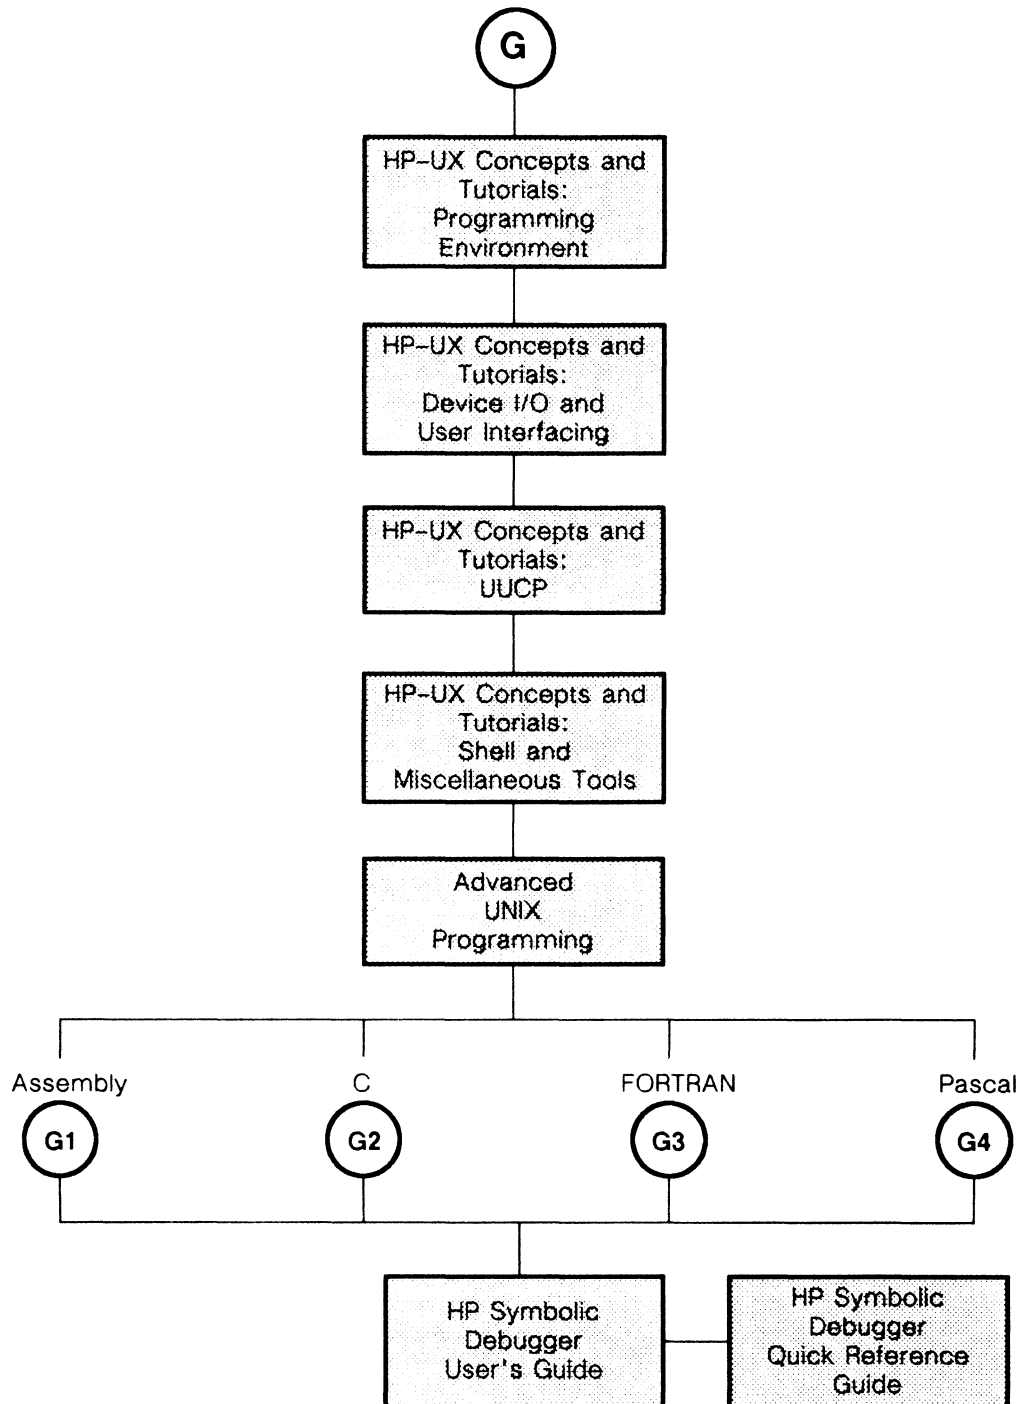 G
HP-UX Concepts and
Tutorials:
Programming
Environment
HP-UX Concepts and
Tutorials:
Device I/O and
User Interfacing
HP-UX Concepts and
Tutorials:
UUCP
HP-UX Concepts and
Tutorials:
Shell and
Miscellaneous Tools
Advanced
UNIX
Programming
Assembly
C
FORTRAN
Pascal
G1
G2
G3
G4
HP Symbolic
Debugger
User's Guide
HP Symbolic
Debugger
Quick Reference
Guide